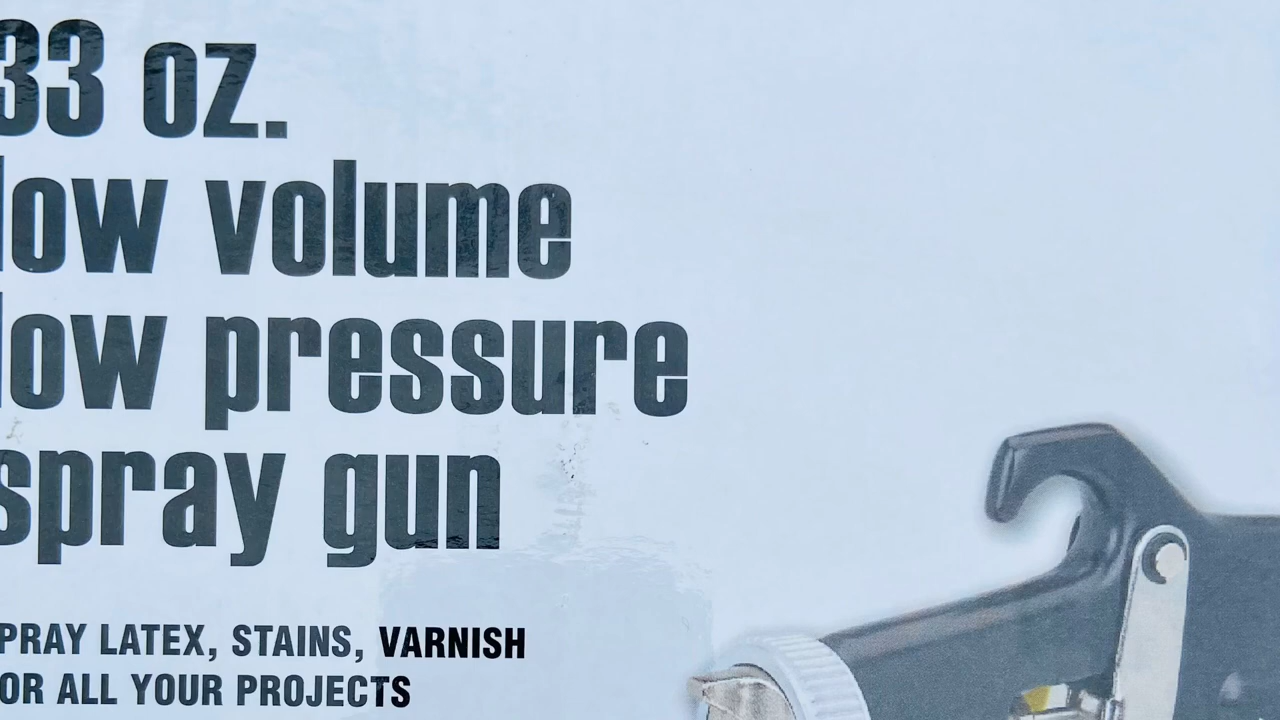 33 oz.
low volume
low pressure
spray gun
PRAY LATEX, STAINS, VARNISH
OR ALL YOUR PROJECTS